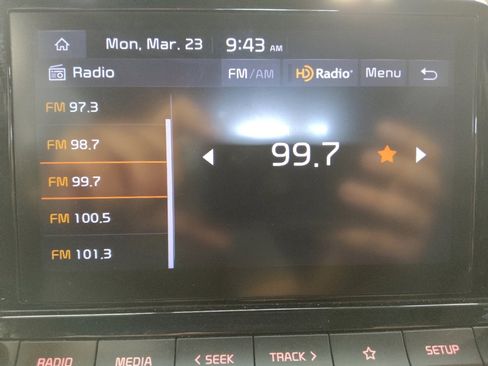 Mon, Mar. 23 9:43 AM
Radio FM/AM HD Radio® Menu
FM 97.3
FM 98.7
FM 99.7
FM 100.5
FM 101.3
99.7
RADIO MEDIA < SEEK TRACK > SETUP